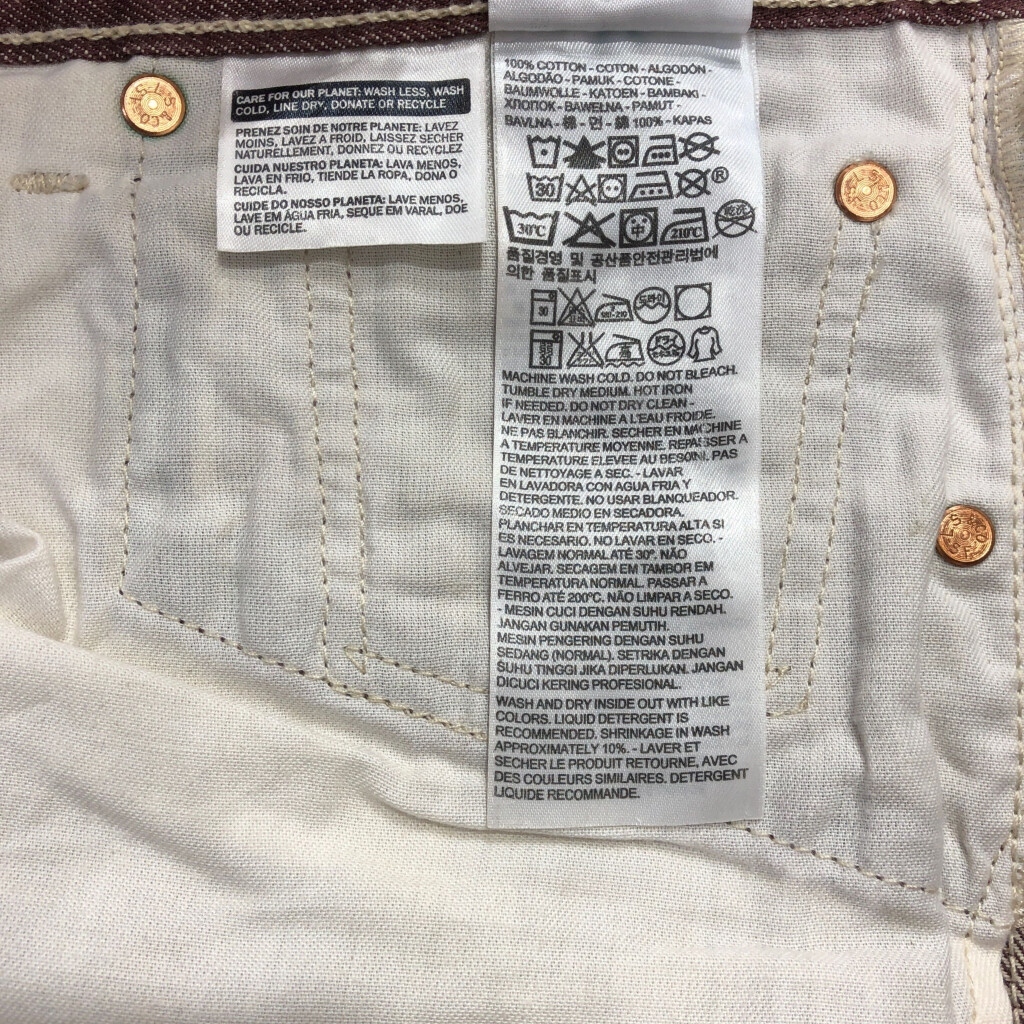 CARE FOR OUR PLANET: WASH LESS, WASH
COLD, LINE DRY, DONATE OR RECYCLE
PRENEZ SOIN DE NOTRE PLANETE: LAVEZ
MOINS, LAVEZ A FROID, LAISSEZ SECHER
NATURELLEMENT, DONNEZ OU RECYCLEZ
CUIDA NUESTRO PLANETA: LAVA MENOS,
LAVA EN FRIO, TIENDE LA ROPA, DONA O
RECICLA.
CUIDE DO NOSSO PLANETA: LAVE MENOS,
LAVE EM ÁGUA FRIA, SEQUE EM VARAL, DOE
OU RECICLE.
100% COTTON - COTON - ALGODÓN -
ALGODÃO - PAMUK - COTONE -
BAUMWOLLE - KATOEN - BAMBAKI -
ХЛОПОК - BAWEŁNA - PAMUT -
BAVLNA - 棉 - 면 - 綿 100% - KAPAS
30 ®
30℃ 中 210℃
품질경영 및 공산품안전관리법에
의한 품질표시
30 180-210 드라이
30 ドライ
MACHINE WASH COLD. DO NOT BLEACH.
TUMBLE DRY MEDIUM. HOT IRON
IF NEEDED. DO NOT DRY CLEAN -
LAVER EN MACHINE A L'EAU FROIDE.
NE PAS BLANCHIR. SECHER EN MACHINE
A TEMPERATURE MOYENNE. REPASSER A
TEMPERATURE ELEVEE AU BESOIN. PAS
DE NETTOYAGE A SEC. - LAVAR
EN LAVADORA CON AGUA FRIA Y
DETERGENTE. NO USAR BLANQUEADOR.
SECADO MEDIO EN SECADORA.
PLANCHAR EN TEMPERATURA ALTA SI
ES NECESARIO. NO LAVAR EN SECO. -
LAVAGEM NORMAL ATÉ 30º. NÃO
ALVEJAR. SECAGEM EM TAMBOR EM
TEMPERATURA NORMAL. PASSAR A
FERRO ATÉ 200ºC. NÃO LIMPAR A SECO.
- MESIN CUCI DENGAN SUHU RENDAH.
JANGAN GUNAKAN PEMUTIH.
MESIN PENGERING DENGAN SUHU
SEDANG (NORMAL). SETRIKA DENGAN
SUHU TINGGI JIKA DIPERLUKAN. JANGAN
DICUCI KERING PROFESIONAL.
WASH AND DRY INSIDE OUT WITH LIKE
COLORS. LIQUID DETERGENT IS
RECOMMENDED. SHRINKAGE IN WASH
APPROXIMATELY 10%. - LAVER ET
SECHER LE PRODUIT RETOURNE, AVEC
DES COULEURS SIMILAIRES. DETERGENT
LIQUIDE RECOMMANDE.